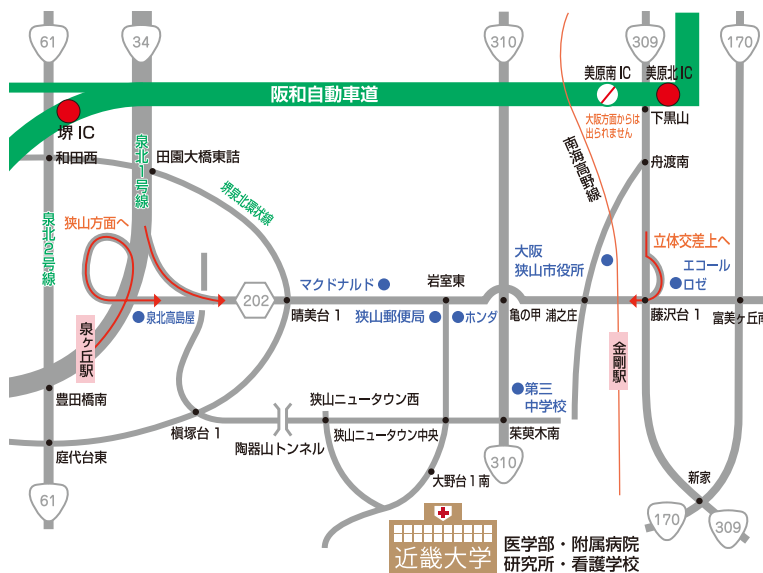 61
34
310
309
170
美原南IC
美原北IC
阪和自動車道
堺IC
大阪方面からは
出られません
下黒山
和田西
泉北1号線
田園大橋東詰
南海高野線
舟渡南
堺泉北環状線
泉北2号線
狭山方面へ
大阪
狭山市役所
立体交差上へ
エコール
ロゼ
マクドナルド
岩室東
202
泉北高島屋
晴美台1
狭山郵便局
ホンダ
亀の甲
浦之庄
藤沢台1
富美ヶ丘南
泉ヶ丘駅
金剛駅
豊田橋南
狭山ニュータウン西
第三
中学校
槇塚台1
陶器山トンネル
狭山ニュータウン中央
茱萸木南
庭代台東
310
大野台1南
新家
61
170
309
近畿大学
医学部・附属病院
研究所・看護学校